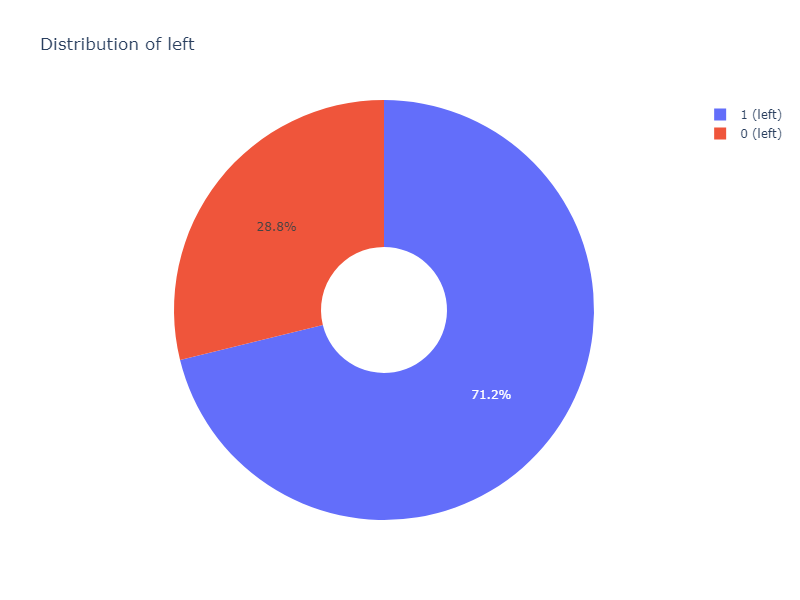 Distribution of left
1 (left)
0 (left)
28.8%
71.2%